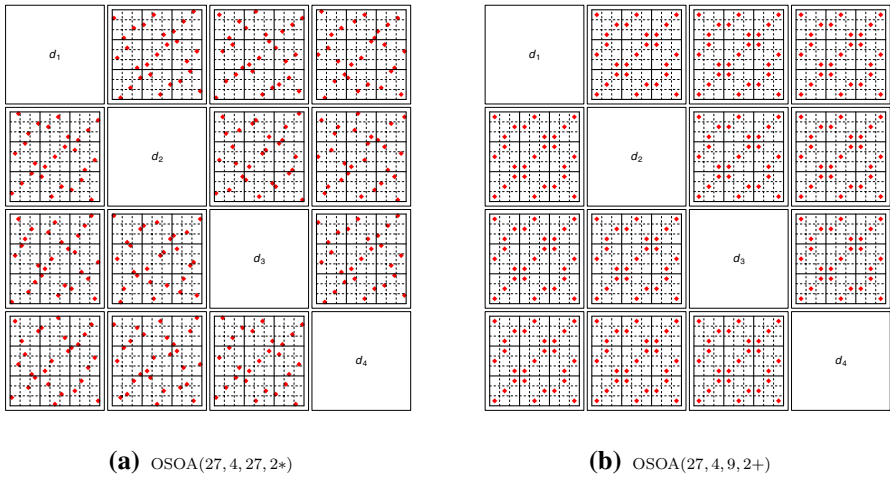 d1
d1
d2
d2
d3
d3
d4
d4
(a) OSOA(27, 4, 27, 2∗)
(b) OSOA(27, 4, 9, 2+)